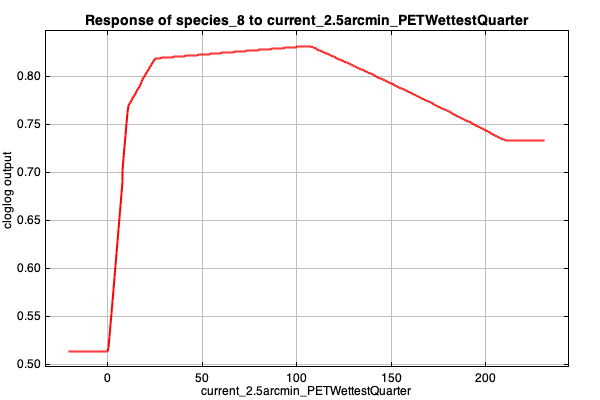 Response of species_8 to current_2.5arcmin_PETWettestQuarter
cloglog output
0.80
0.75
0.70
0.65
0.60
0.55
0.50
0 50 100 150 200
current_2.5arcmin_PETWettestQuarter